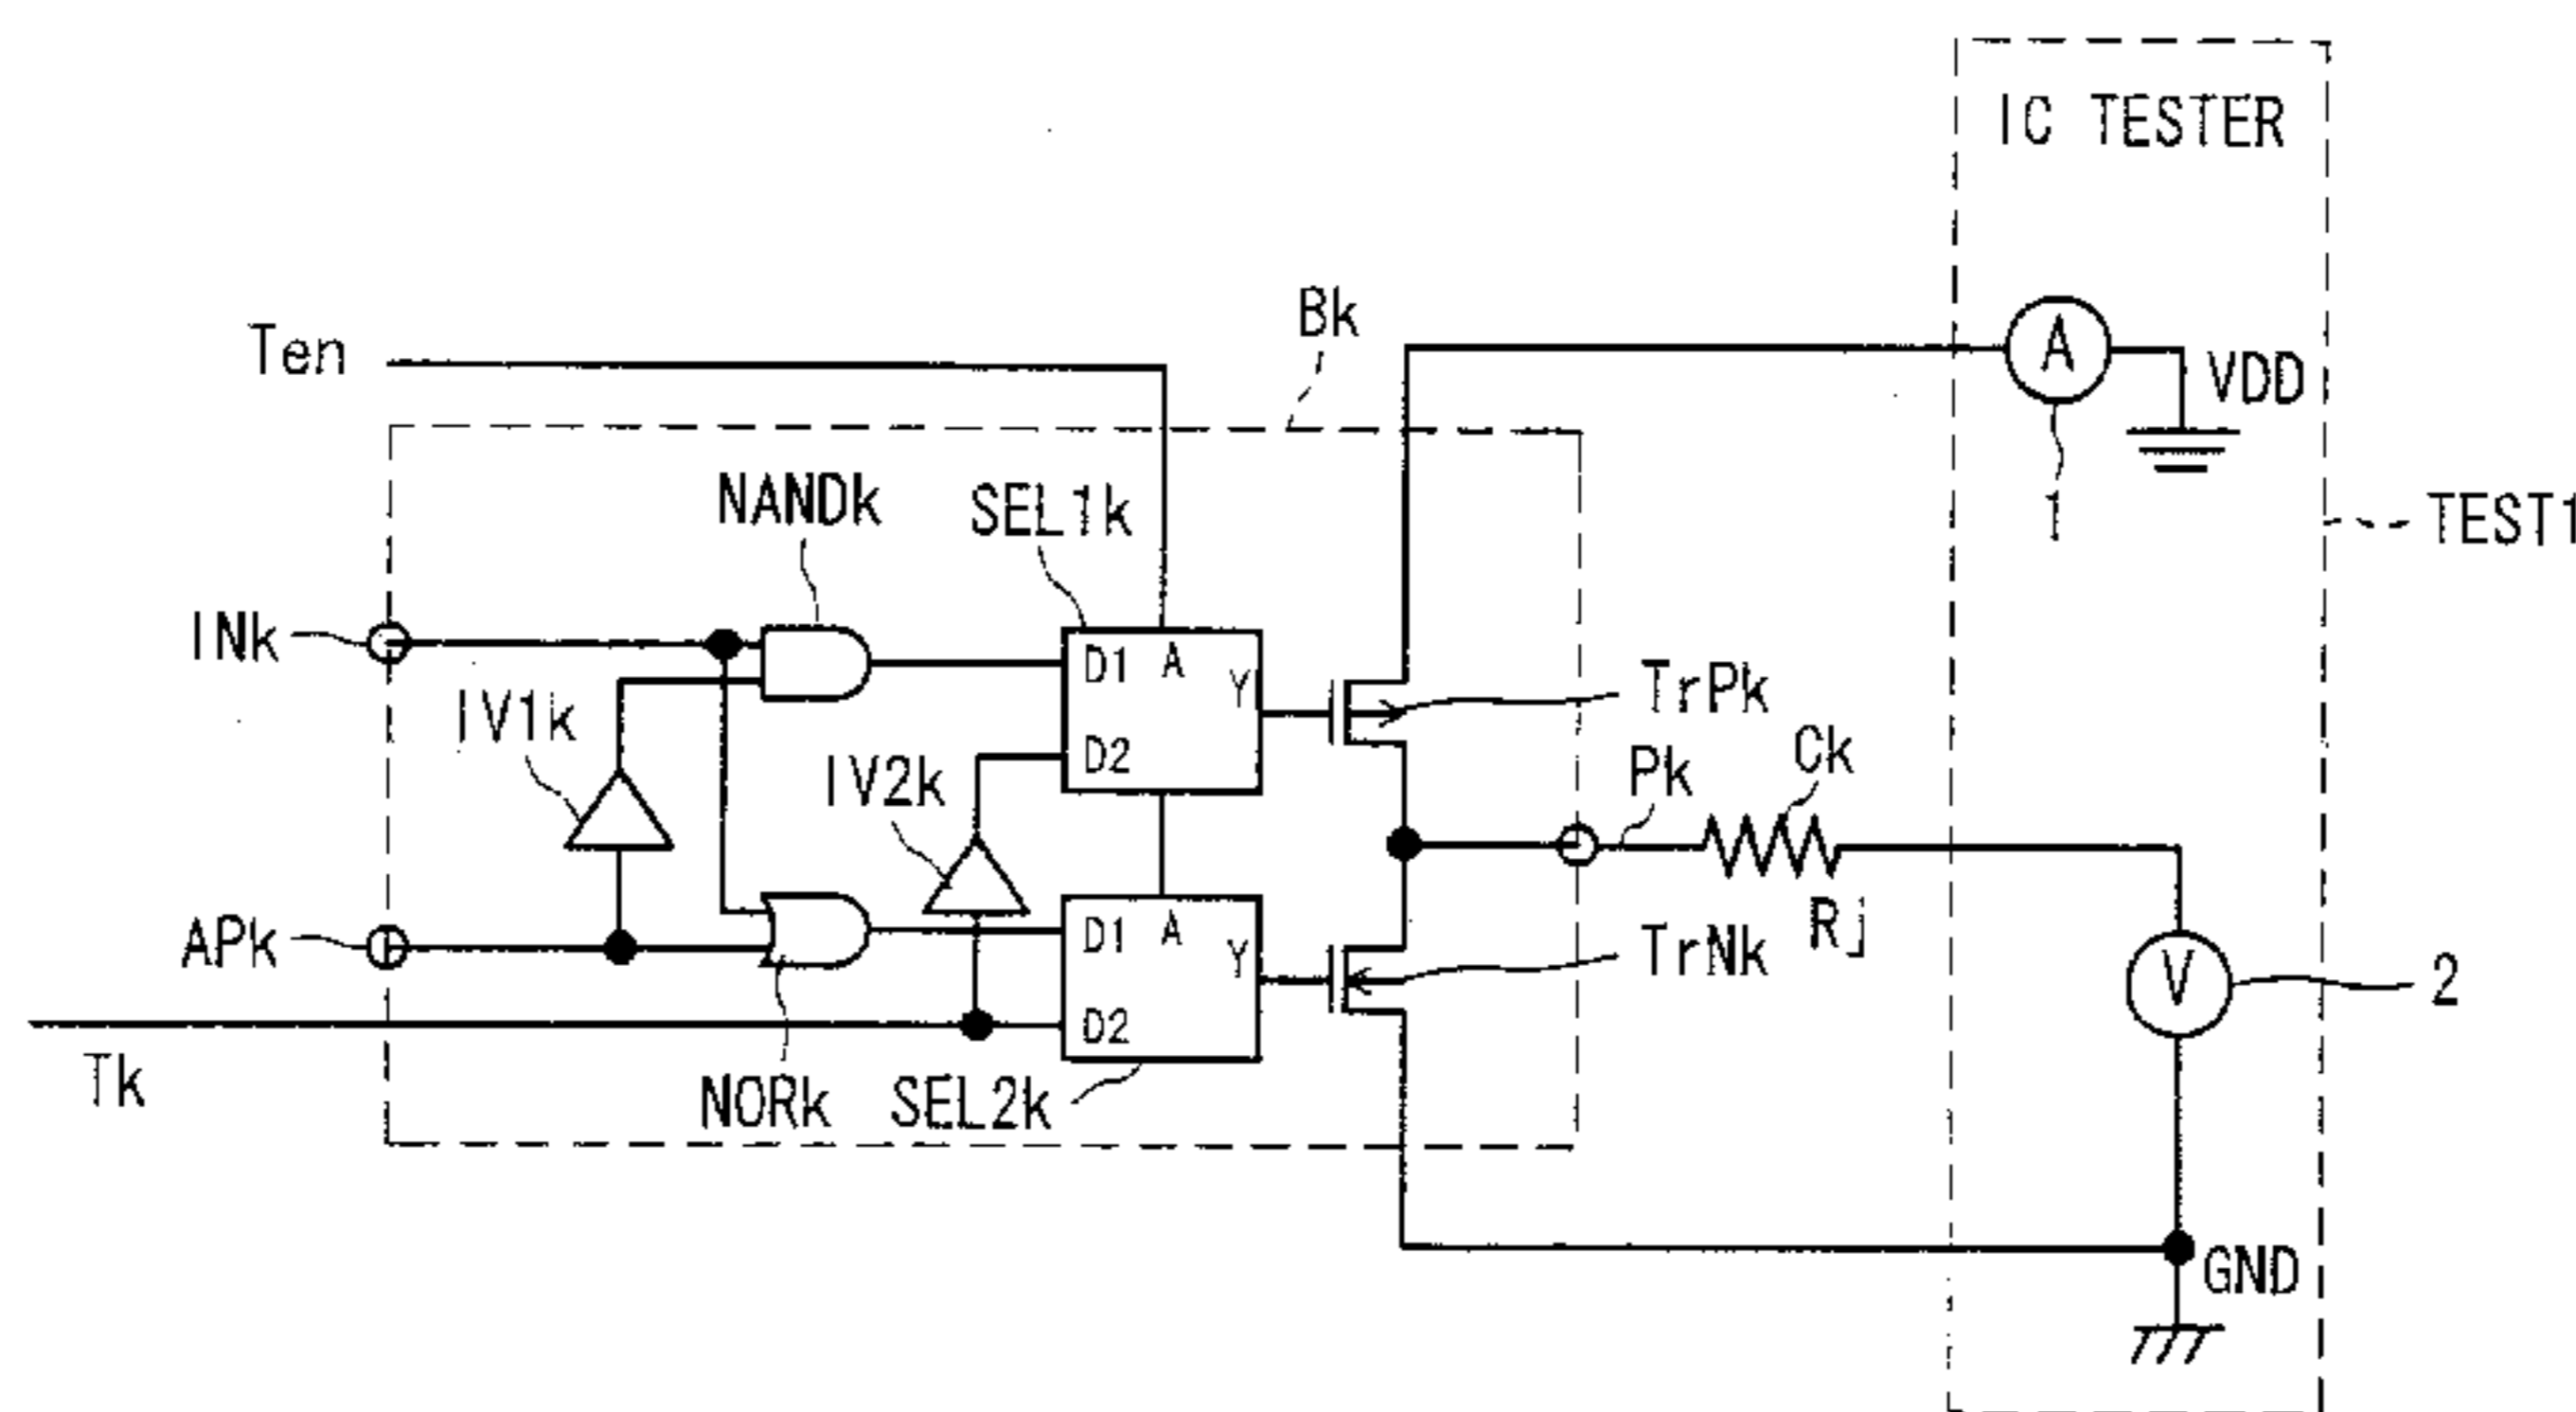 IC TESTER
Bk
Ten
A
VDD
NANDk
SEL1k
1
TEST1
INk
D1 A
Y
IV1k
TrPk
D2
Pk
Ck
IV2k
APk
D1 A
Y
Rj
TrNk
V
2
D2
Tk
NORk
SEL2k
GND